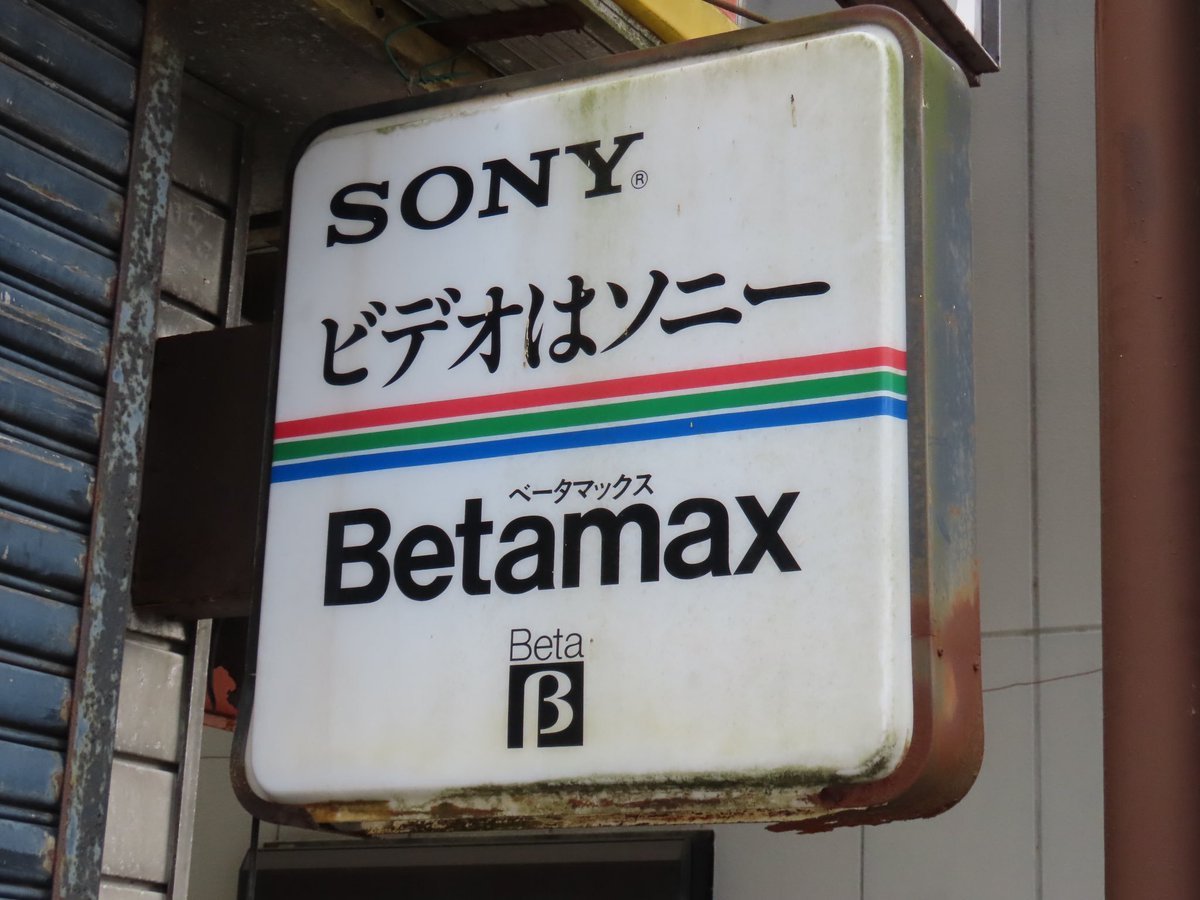 SONY®
ビデオはソニー
ベータマックス
Betamax
Beta
β